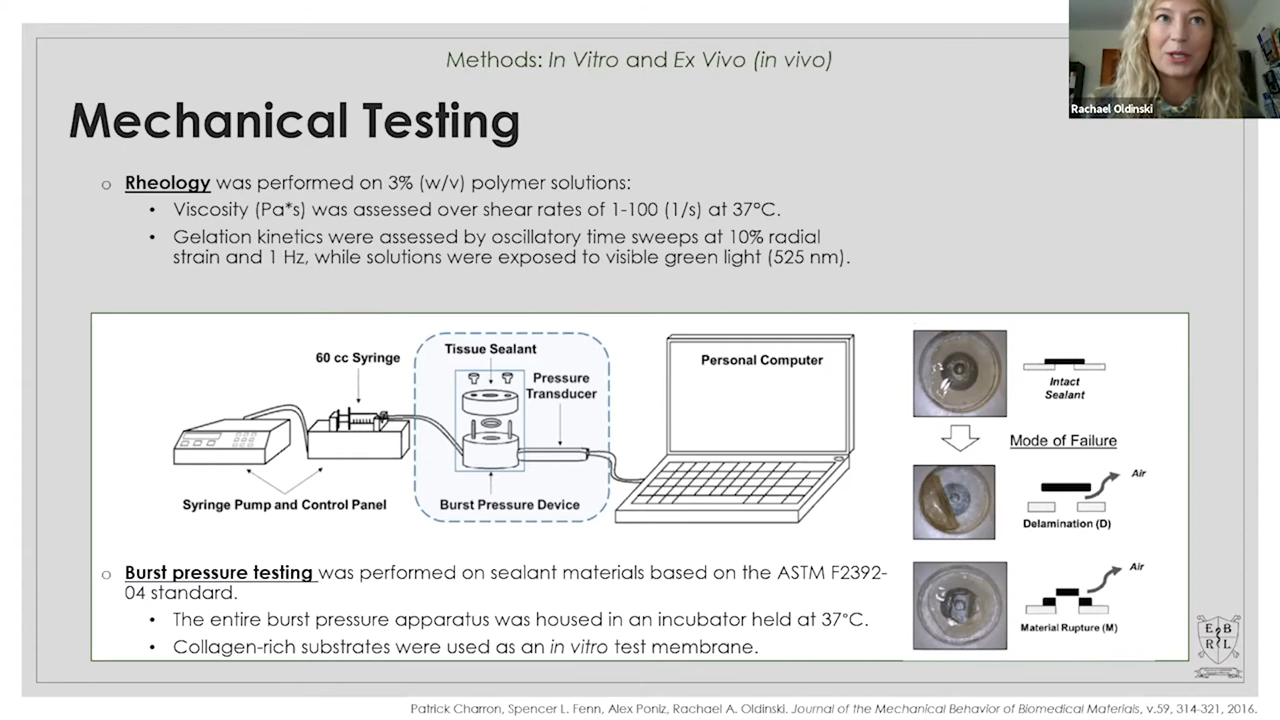 Methods: In Vitro and Ex Vivo (in vivo)
Rachael Oldinski
Mechanical Testing
o Rheology was performed on 3% (w/v) polymer solutions:
• Viscosity (Pa*s) was assessed over shear rates of 1-100 (1/s) at 37°C.
• Gelation kinetics were assessed by oscillatory time sweeps at 10% radial
strain and 1 Hz, while solutions were exposed to visible green light (525 nm).
60 cc Syringe
Tissue Sealant
Pressure
Transducer
Personal Computer
Syringe Pump and Control Panel
Burst Pressure Device
Intact
Sealant
Mode of Failure
Air
Delamination (D)
Air
Material Rupture (M)
o Burst pressure testing was performed on sealant materials based on the ASTM F2392-
04 standard.
• The entire burst pressure apparatus was housed in an incubator held at 37°C.
• Collagen-rich substrates were used as an in vitro test membrane.
E B
R L
Patrick Charron, Spencer L. Fenn, Alex Poniz, Rachael A. Oldinski. Journal of the Mechanical Behavior of Biomedical Materials, v.59, 314-321, 2016.